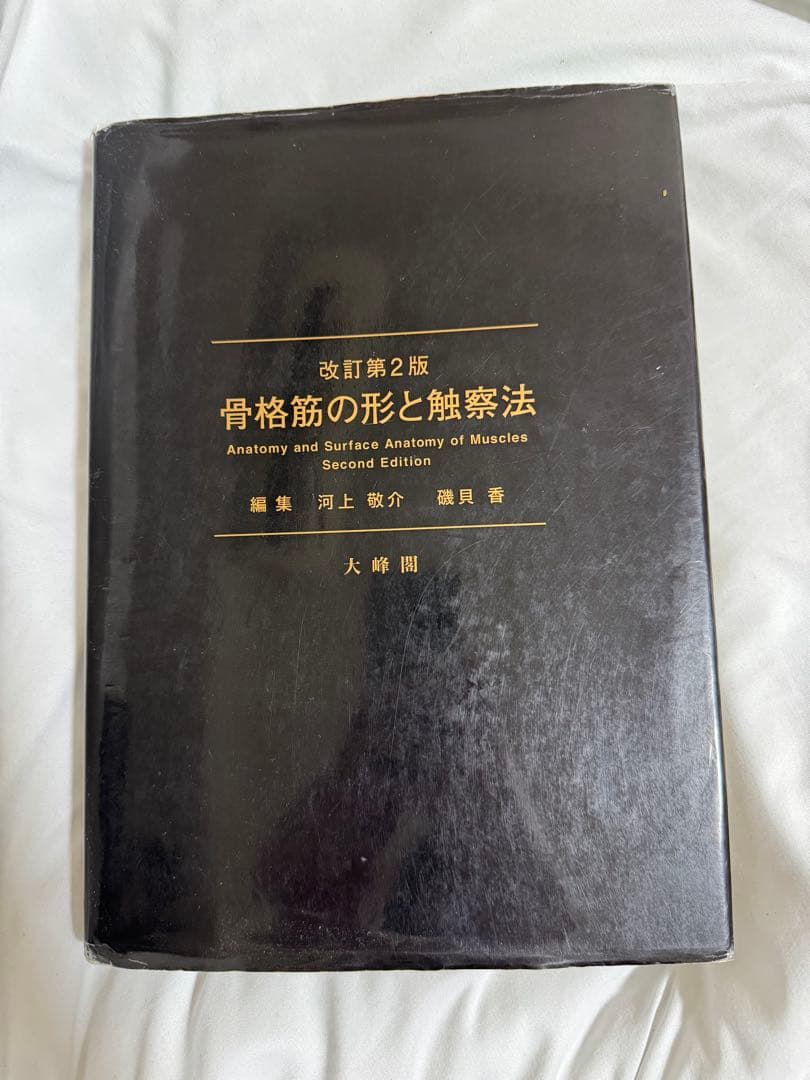 改訂第2版
骨格筋の形と触察法
Anatomy and Surface Anatomy of Muscles
Second Edition
編集 河上 敬介 磯貝 香
大峰閣